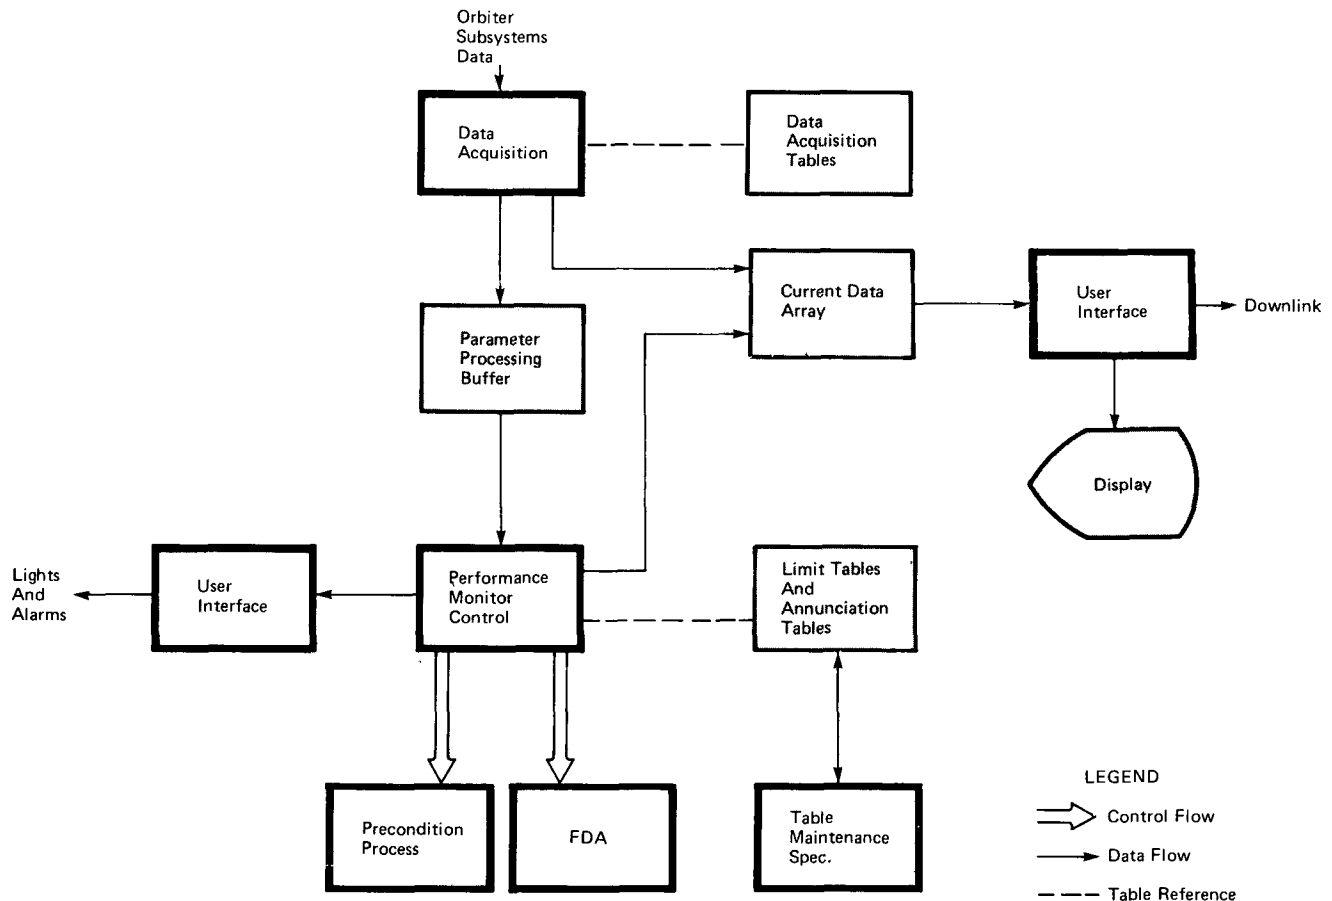 Orbiter
Subsystems
Data
Data
Acquisition
Data
Acquisition
Tables
Current Data
Array
User
Interface
Downlink
Parameter
Processing
Buffer
Display
Lights
And
Alarms
User
Interface
Performance
Monitor
Control
Limit Tables
And
Annunciation
Tables
Precondition
Process
FDA
Table
Maintenance
Spec.
LEGEND
Control Flow
Data Flow
Table Reference